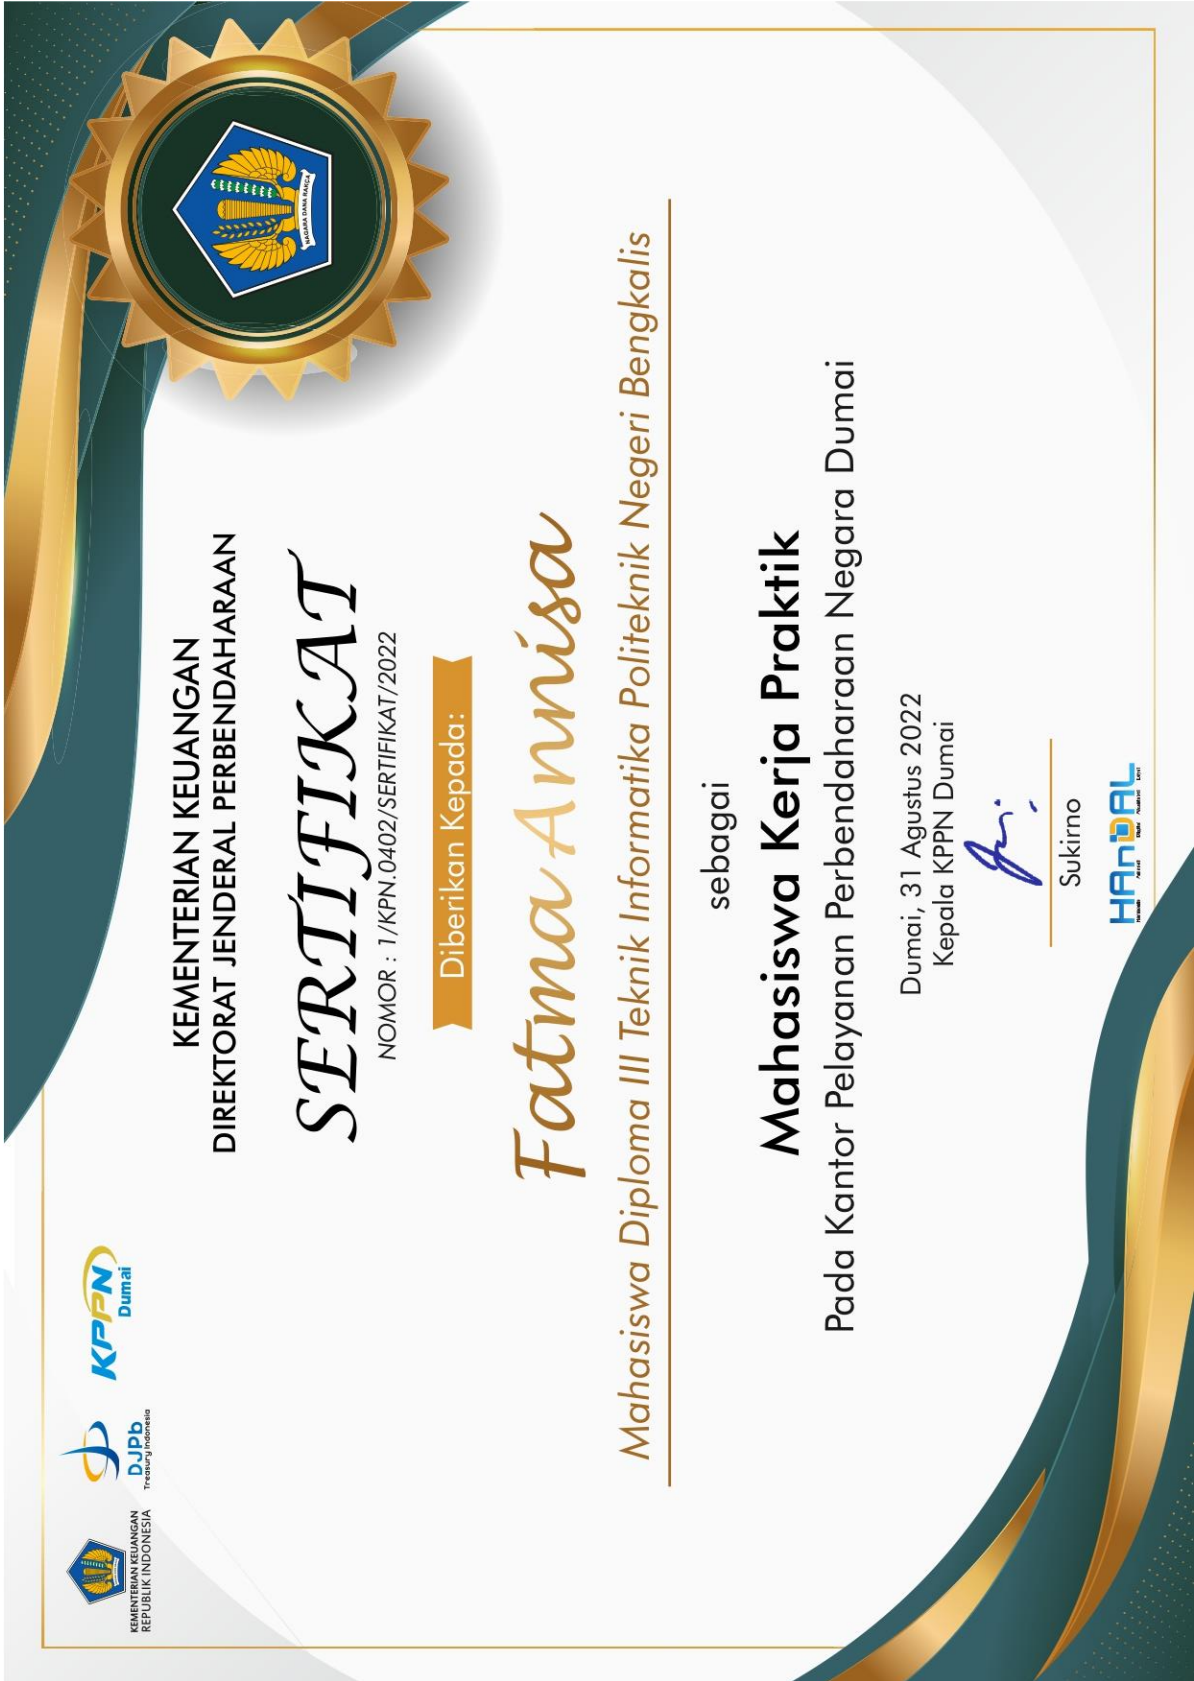 KEMENTERIAN KEUANGAN
REPUBLIK INDONESIA
DJPb
Treasury Indonesia
KPPN
Dumai
NAGARA DANA RAKCA
KEMENTERIAN KEUANGAN
DIREKTORAT JENDERAL PERBENDAHARAAN
SERTIFIKAT
NOMOR : 1/KPN.0402/SERTIFIKAT/2022
Diberikan Kepada:
Fatma Annisa
Mahasiswa Diploma III Teknik Informatika Politeknik Negeri Bengkalis
sebagai
Mahasiswa Kerja Praktik
Pada Kantor Pelayanan Perbendaharaan Negara Dumai
Dumai, 31 Agustus 2022
Kepala KPPN Dumai
Sukirno
HAnDAL